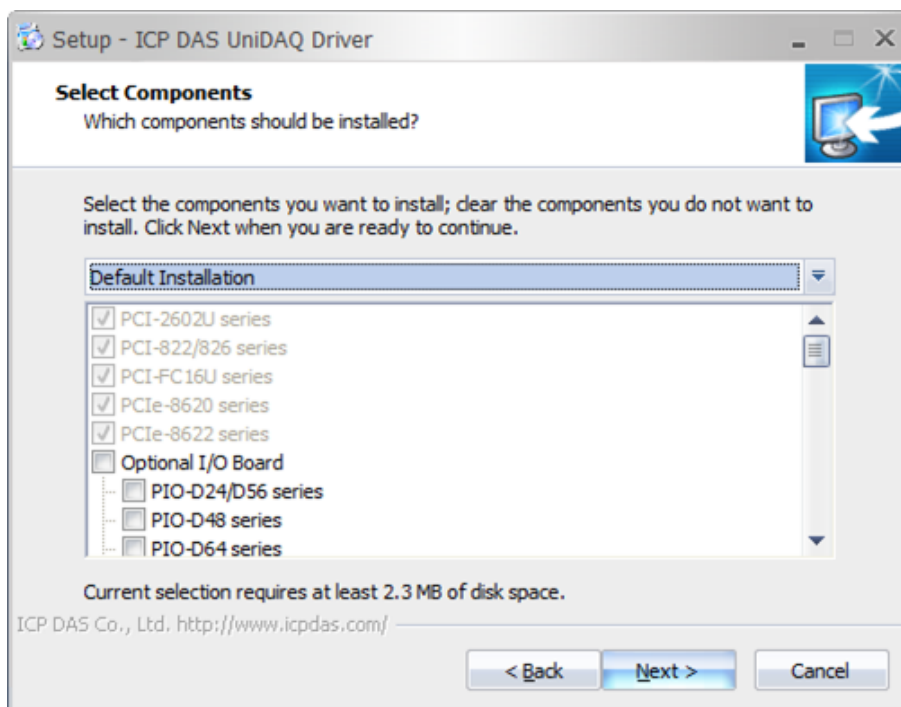 Setup - ICP DAS UniDAQ Driver
Select Components
Which components should be installed?
Select the components you want to install; clear the components you do not want to
install. Click Next when you are ready to continue.
Default Installation
PCI-2602U series
PCI-822/826 series
PCI-FC16U series
PCIe-8620 series
PCIe-8622 series
Optional I/O Board
PIO-D24/D56 series
PIO-D48 series
PIO-D64 series
Current selection requires at least 2.3 MB of disk space.
ICP DAS Co., Ltd. http://www.icpdas.com/
< Back Next > Cancel